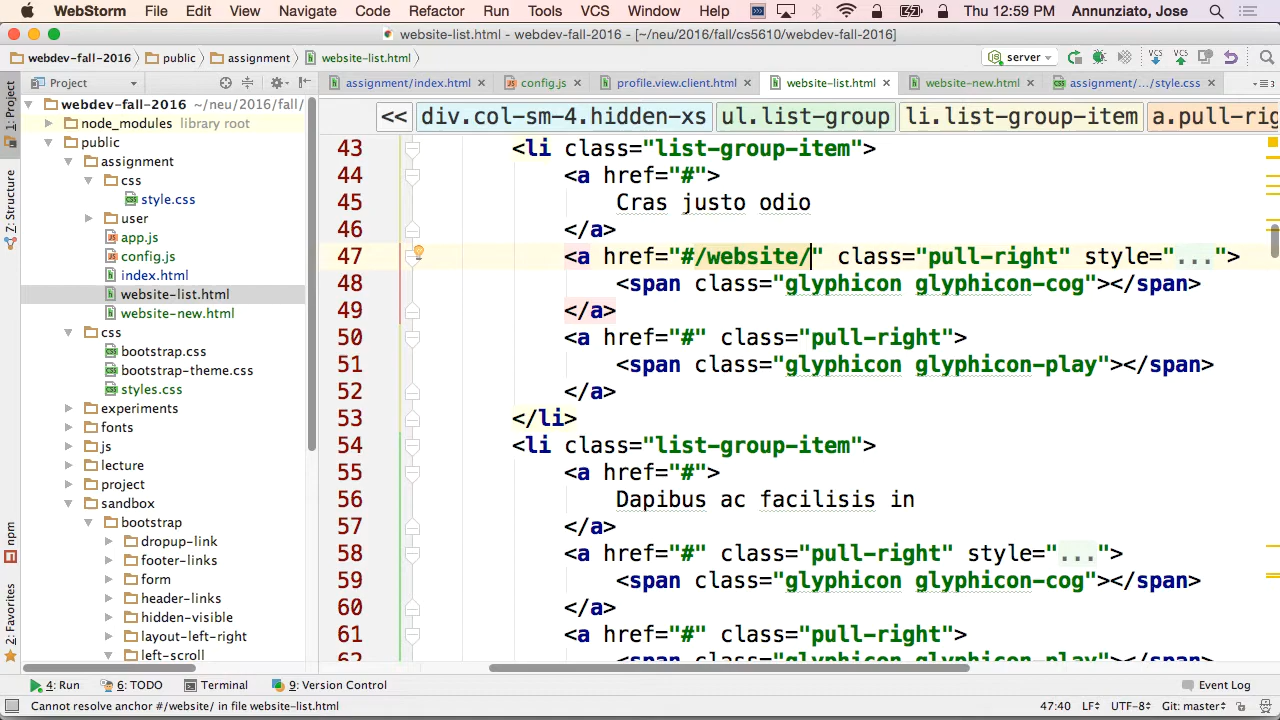 WebStorm File Edit View Navigate Code Refactor Run Tools VCS Window Help Thu 12:59 PM Annunziato, Jose
website-list.html - webdev-fall-2016 - [~/neu/2016/fall/cs5610/webdev-fall-2016]
webdev-fall-2016 public assignment website-list.html server VCS VCS
Project assignment/index.html config.js profile.view.client.html website-list.html website-new.html assignment/.../style.css
1: Project
Z: Structure
npm
2: Favorites
webdev-fall-2016 ~/neu/2016/fall/
node_modules library root
public
assignment
css
style.css
user
app.js
config.js
index.html
website-list.html
website-new.html
css
bootstrap.css
bootstrap-theme.css
styles.css
experiments
fonts
js
lecture
project
sandbox
bootstrap
dropup-link
footer-links
form
header-links
hidden-visible
layout-left-right
left-scroll
<< div.col-sm-4.hidden-xs ul.list-group li.list-group-item a.pull-rig
43 <li class="list-group-item">
44 <a href="#">
45 Cras justo odio
46 </a>
47 <a href="#/website/" class="pull-right" style="...">
48 <span class="glyphicon glyphicon-cog"></span>
49 </a>
50 <a href="#" class="pull-right">
51 <span class="glyphicon glyphicon-play"></span>
52 </a>
53 </li>
54 <li class="list-group-item">
55 <a href="#">
56 Dapibus ac facilisis in
57 </a>
58 <a href="#" class="pull-right" style="...">
59 <span class="glyphicon glyphicon-cog"></span>
60 </a>
61 <a href="#" class="pull-right">
62 <span class="glyphicon glyphicon-play"></span>
4: Run 6: TODO Terminal 9: Version Control Event Log
Cannot resolve anchor #/website/ in file website-list.html 47:40 LF UTF-8 Git: master